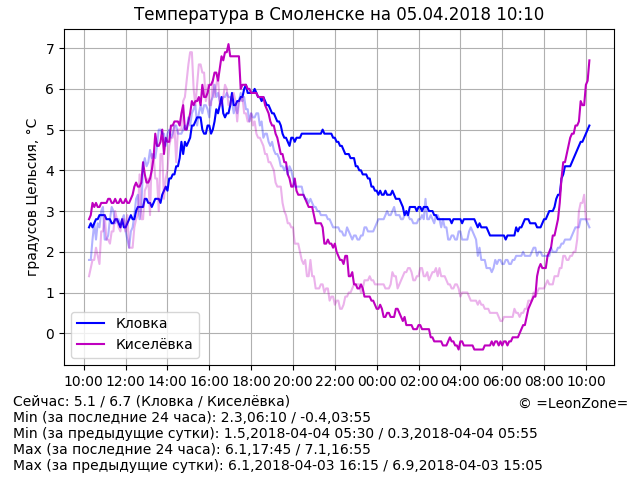 Температура в Смоленске на 05.04.2018 10:10
градусов Цельсия, °C
7
6
5
4
3
2
1
0
Кловка
Киселёвка
10:00 12:00 14:00 16:00 18:00 20:00 22:00 00:00 02:00 04:00 06:00 08:00 10:00
Сейчас: 5.1 / 6.7 (Кловка / Киселёвка)
© =LeonZone=
Min (за последние 24 часа): 2.3,06:10 / -0.4,03:55
Min (за предыдущие сутки): 1.5,2018-04-04 05:30 / 0.3,2018-04-04 05:55
Max (за последние 24 часа): 6.1,17:45 / 7.1,16:55
Max (за предыдущие сутки): 6.1,2018-04-03 16:15 / 6.9,2018-04-03 15:05